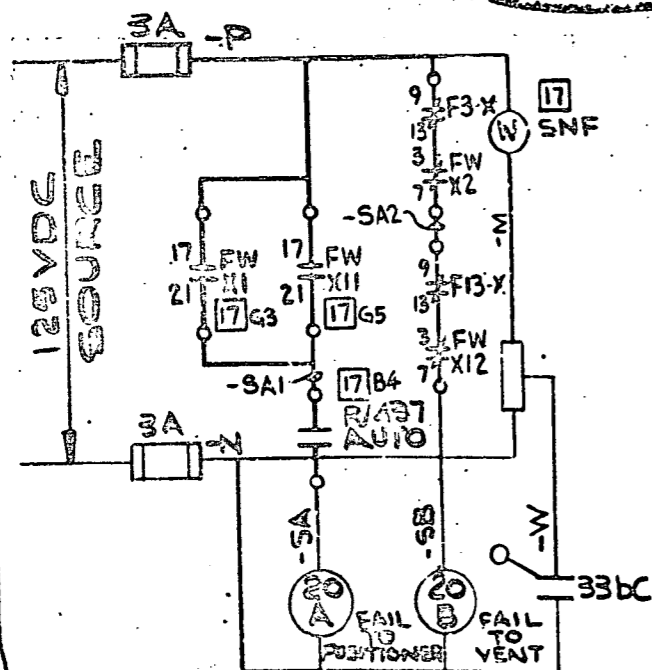 3A
-P
17
SNF
W
125VDC
SOURCE
9
13
F3-X
3
7
FW
X2
-SA2
-M
17
21
FW
X1
17 G3
17
21
FW
X11
17 G5
9
13
F13-X
3
7
FW
X12
-SA1
17 B4
AUTO
3A
-N
-SA
-SB
-W
20
A
FAIL
TO
POSITIONER
20
B
FAIL
TO
VENT
33bC